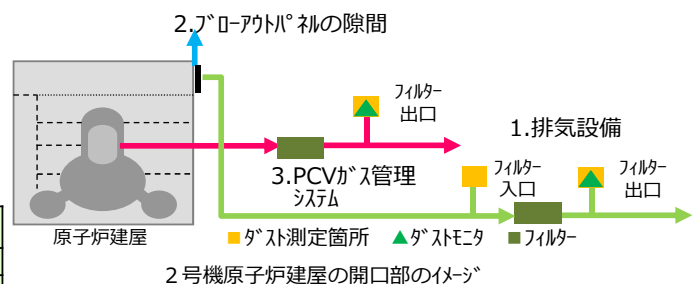 2.ﾌﾞﾛｰｱｳﾄﾊﾟﾈﾙの隙間
ﾌｨﾙﾀｰ
出口
1.排気設備
3.PCVｶﾞｽ管理
ｼｽﾃﾑ
ﾌｨﾙﾀｰ
入口
ﾌｨﾙﾀｰ
出口
原子炉建屋
■ﾀﾞｽﾄ測定箇所 ▲ﾀﾞｽﾄﾓﾆﾀ ■ﾌｨﾙﾀｰ
２号機原子炉建屋の開口部のｲﾒｰｼﾞ